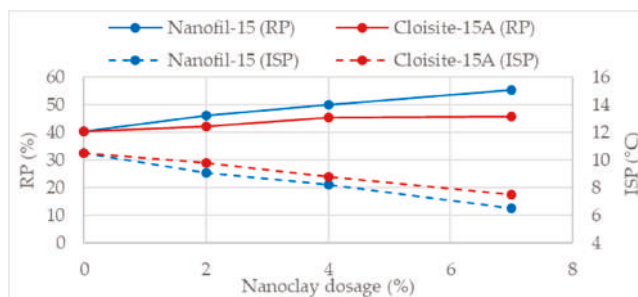 Nanofil-15 (RP) Cloisite-15A (RP)
Nanofil-15 (ISP) Cloisite-15A (ISP)
60 16
50 14
40 12
30 10
20 8
10 6
0 4
RP (%)
ISP (°C)
0 2 4 6 8
Nanoclay dosage (%)